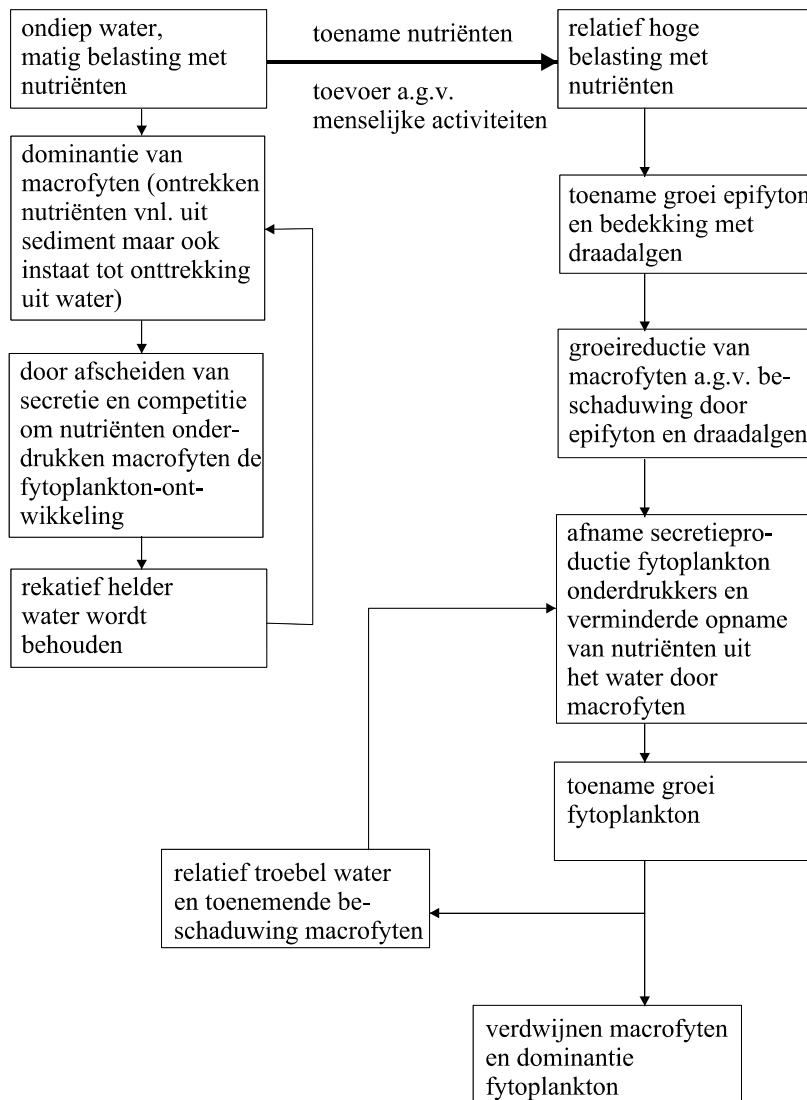 ondiep water,
matig belasting met
nutriënten
toename nutriënten
toevoer a.g.v.
menselijke activiteiten
relatief hoge
belasting met
nutriënten
dominantie van
macrofyten (ontrekken
nutriënten vnl. uit
sediment maar ook
instaat tot onttrekking
uit water)
toename groei epifyton
en bedekking met
draadalgen
door afscheiden van
secretie en competitie
om nutriënten onder-
drukken macrofyten de
fytoplankton-ont-
wikkeling
groeireductie van
macrofyten a.g.v. be-
schaduwing door
epifyton en draadalgen
rekatief helder
water wordt
behouden
afname secretiepro-
ductie fytoplankton
onderdrukkers en
verminderde opname
van nutriënten uit
het water door
macrofyten
toename groei
fytoplankton
relatief troebel water
en toenemende be-
schaduwing macrofyten
verdwijnen macrofyten
en dominantie
fytoplankton